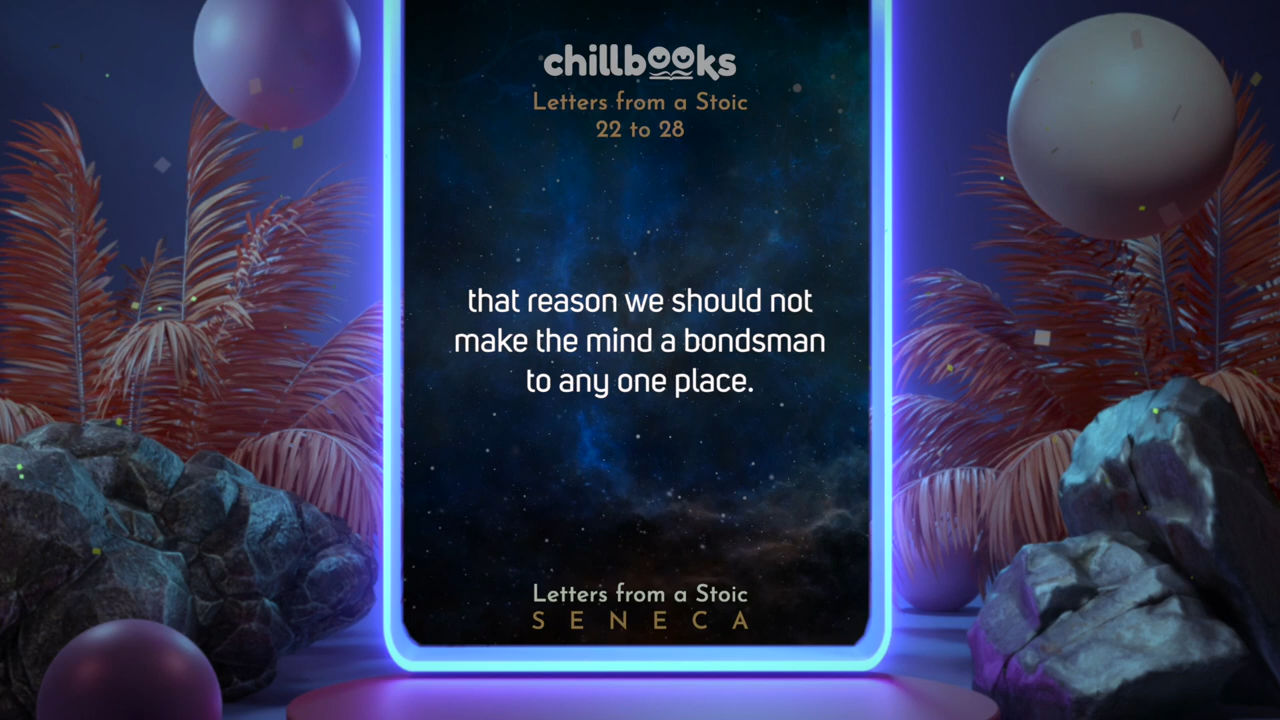 chillbooks
Letters from a Stoic
22 to 28
that reason we should not
make the mind a bondsman
to any one place.
Letters from a Stoic
SENECA